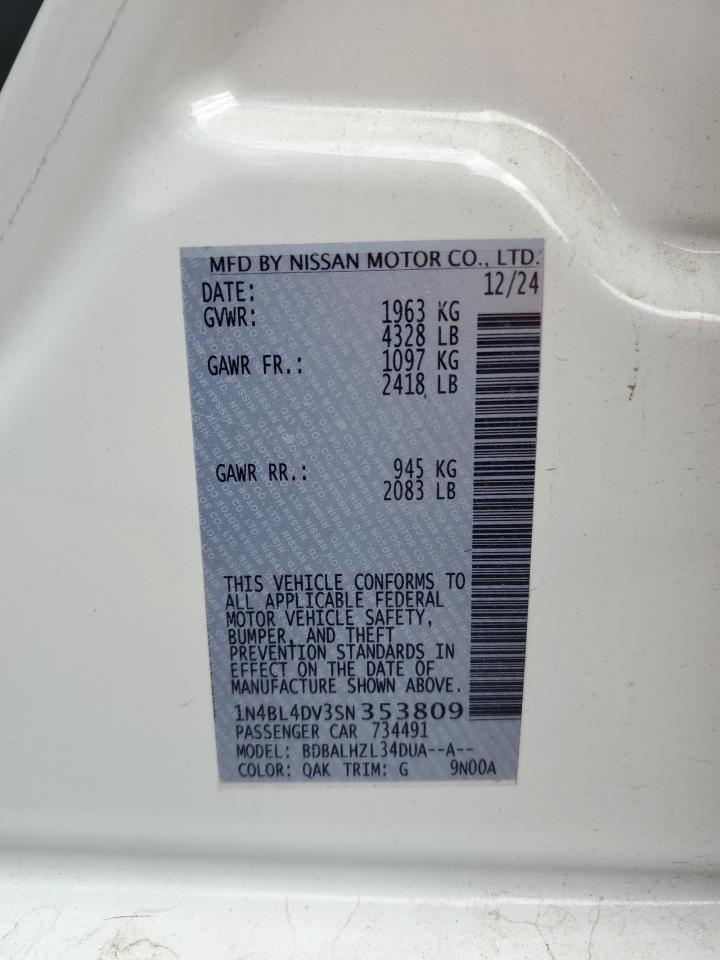 MFD BY NISSAN MOTOR CO., LTD.
DATE: 12/24
GVWR: 1963 KG
4328 LB
GAWR FR.: 1097 KG
2418 LB
GAWR RR.: 945 KG
2083 LB
THIS VEHICLE CONFORMS TO
ALL APPLICABLE FEDERAL
MOTOR VEHICLE SAFETY,
BUMPER, AND THEFT
PREVENTION STANDARDS IN
EFFECT ON THE DATE OF
MANUFACTURE SHOWN ABOVE.
1N4BL4DV3SN353809
PASSENGER CAR 734491
MODEL: BDBALHZL34DUA--A--
COLOR: QAK TRIM: G 9N00A